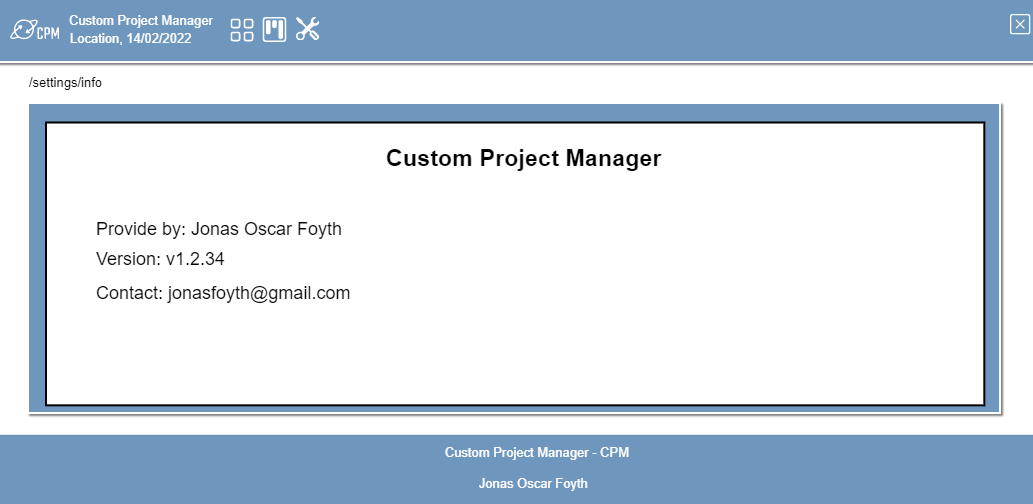 CPM
Custom Project Manager
Location, 14/02/2022
/settings/info
Custom Project Manager
Provide by: Jonas Oscar Foyth
Version: v1.2.34
Contact: jonasfoyth@gmail.com
Custom Project Manager - CPM
Jonas Oscar Foyth